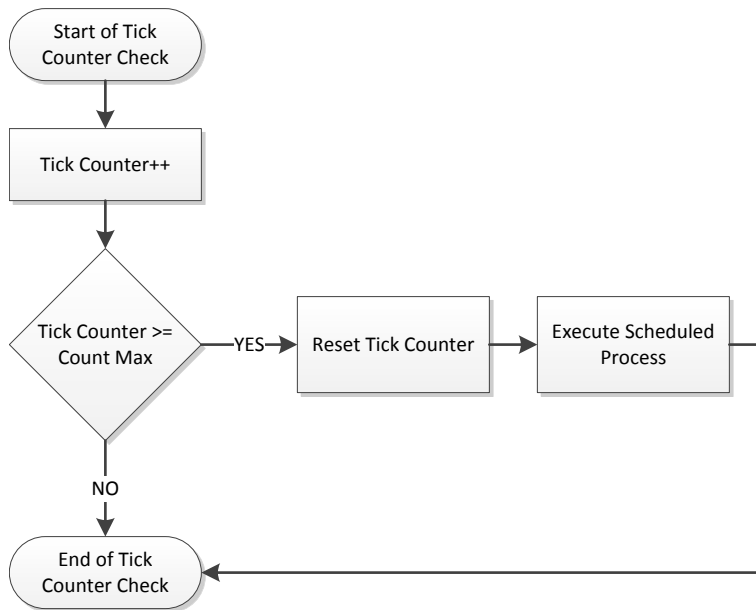 Start of Tick
Counter Check
Tick Counter++
Tick Counter >=
Count Max
YES
Reset Tick Counter
Execute Scheduled
Process
NO
End of Tick
Counter Check